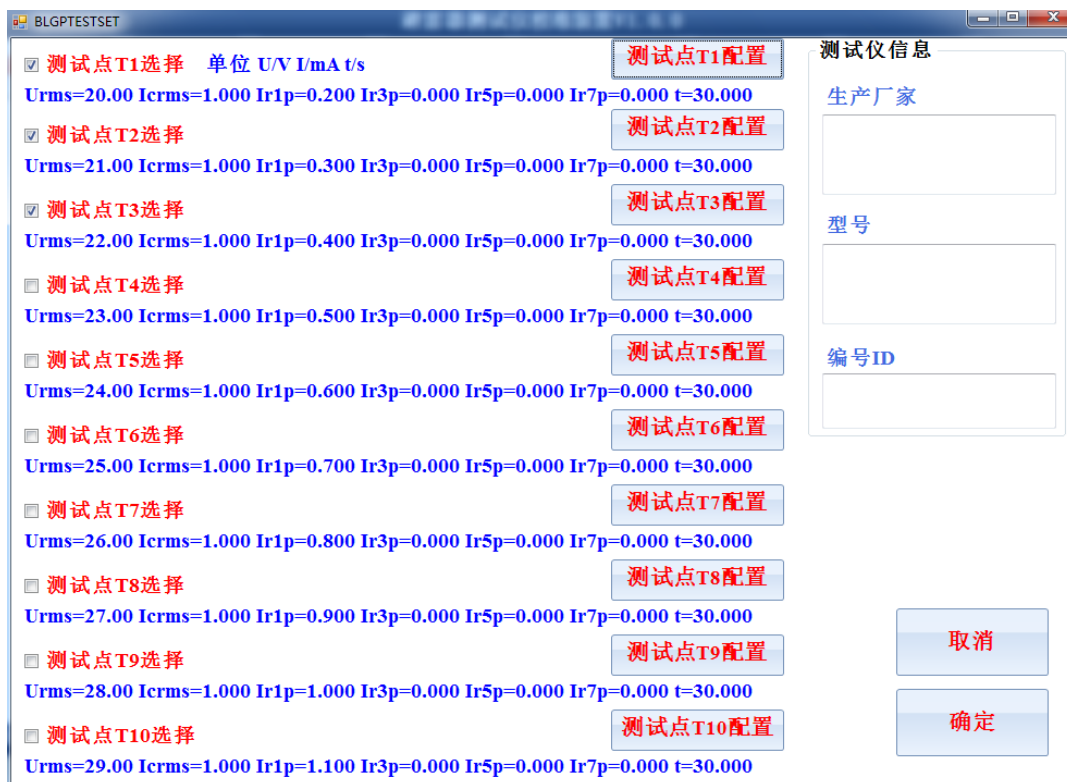 BLGPTESTSET
测试点T1选择 单位 U/V I/mA t/s
测试点T1配置
Urms=20.00 Icrms=1.000 Ir1p=0.200 Ir3p=0.000 Ir5p=0.000 Ir7p=0.000 t=30.000
测试点T2选择
测试点T2配置
Urms=21.00 Icrms=1.000 Ir1p=0.300 Ir3p=0.000 Ir5p=0.000 Ir7p=0.000 t=30.000
测试点T3选择
测试点T3配置
Urms=22.00 Icrms=1.000 Ir1p=0.400 Ir3p=0.000 Ir5p=0.000 Ir7p=0.000 t=30.000
测试点T4选择
测试点T4配置
Urms=23.00 Icrms=1.000 Ir1p=0.500 Ir3p=0.000 Ir5p=0.000 Ir7p=0.000 t=30.000
测试点T5选择
测试点T5配置
Urms=24.00 Icrms=1.000 Ir1p=0.600 Ir3p=0.000 Ir5p=0.000 Ir7p=0.000 t=30.000
测试点T6选择
测试点T6配置
Urms=25.00 Icrms=1.000 Ir1p=0.700 Ir3p=0.000 Ir5p=0.000 Ir7p=0.000 t=30.000
测试点T7选择
测试点T7配置
Urms=26.00 Icrms=1.000 Ir1p=0.800 Ir3p=0.000 Ir5p=0.000 Ir7p=0.000 t=30.000
测试点T8选择
测试点T8配置
Urms=27.00 Icrms=1.000 Ir1p=0.900 Ir3p=0.000 Ir5p=0.000 Ir7p=0.000 t=30.000
测试点T9选择
测试点T9配置
Urms=28.00 Icrms=1.000 Ir1p=1.000 Ir3p=0.000 Ir5p=0.000 Ir7p=0.000 t=30.000
测试点T10选择
测试点T10配置
Urms=29.00 Icrms=1.000 Ir1p=1.100 Ir3p=0.000 Ir5p=0.000 Ir7p=0.000 t=30.000
测试仪信息
生产厂家
型号
编号ID
取消
确定